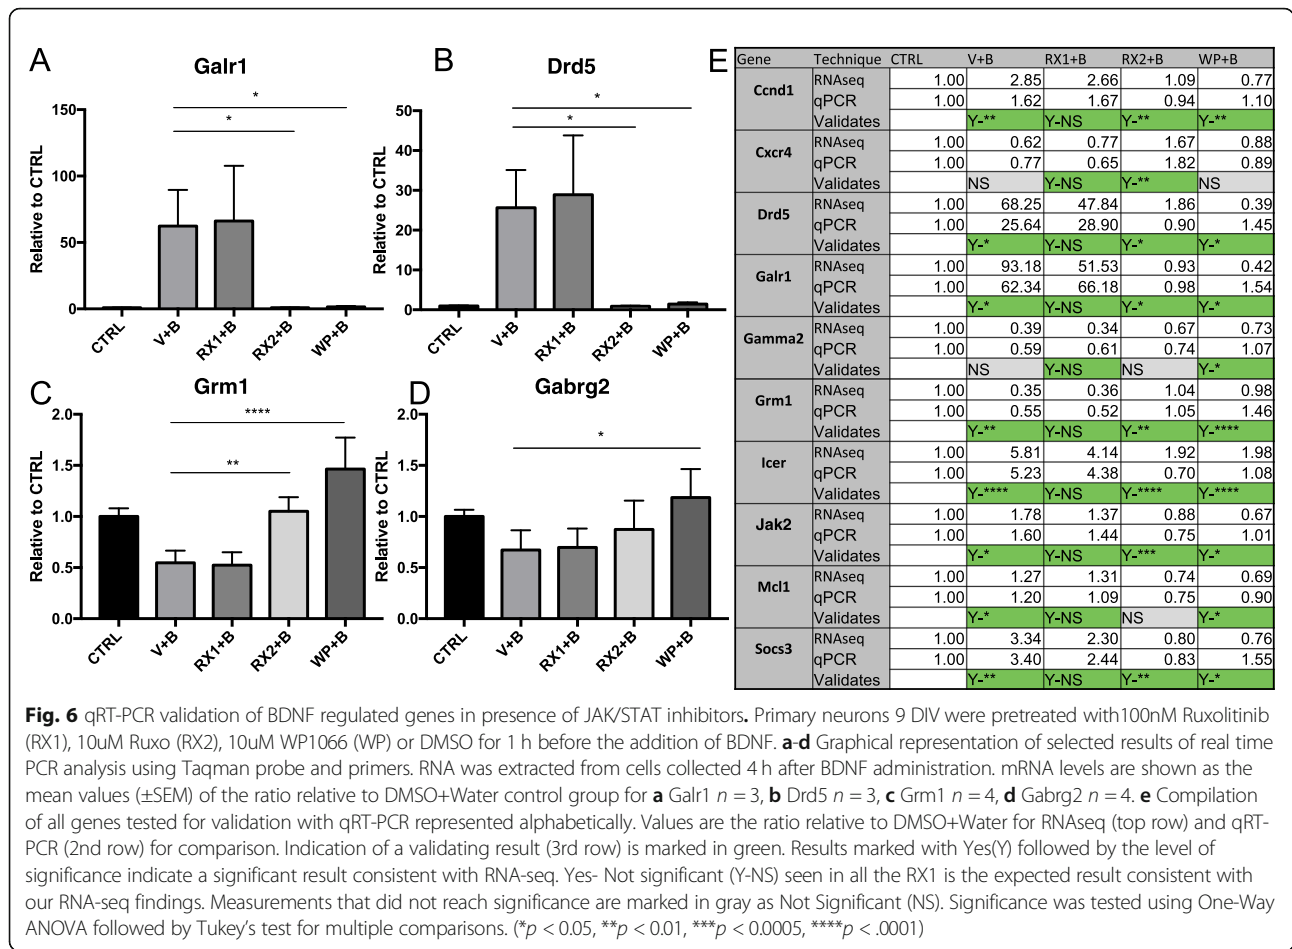 A
Galr1
Relative to CTRL
150
100
50
0
*
*
CTRL
V+B
RX1+B
RX2+B
WP+B
B
Drd5
Relative to CTRL
50
40
30
20
10
0
*
*
CTRL
V+B
RX1+B
RX2+B
WP+B
C
Grm1
Relative to CTRL
2.0
1.5
1.0
0.5
0.0
****
**
CTRL
V+B
RX1+B
RX2+B
WP+B
D
Gabrg2
Relative to CTRL
2.0
1.5
1.0
0.5
0.0
*
CTRL
V+B
RX1+B
RX2+B
WP+B
E
Gene Technique CTRL V+B RX1+B RX2+B WP+B
Ccnd1 RNAseq 1.00 2.85 2.66 1.09 0.77
qPCR 1.00 1.62 1.67 0.94 1.10
Validates Y-** Y-NS Y-** Y-**
Cxcr4 RNAseq 1.00 0.62 0.77 1.67 0.88
qPCR 1.00 0.77 0.65 1.82 0.89
Validates NS Y-NS Y-** NS
Drd5 RNAseq 1.00 68.25 47.84 1.86 0.39
qPCR 1.00 25.64 28.90 0.90 1.45
Validates Y-* Y-NS Y-* Y-*
Galr1 RNAseq 1.00 93.18 51.53 0.93 0.42
qPCR 1.00 62.34 66.18 0.98 1.54
Validates Y-* Y-NS Y-* Y-*
Gamma2 RNAseq 1.00 0.39 0.34 0.67 0.73
qPCR 1.00 0.59 0.61 0.74 1.07
Validates NS Y-NS NS Y-*
Grm1 RNAseq 1.00 0.35 0.36 1.04 0.98
qPCR 1.00 0.55 0.52 1.05 1.46
Validates Y-** Y-NS Y-** Y-****
Icer RNAseq 1.00 5.81 4.14 1.92 1.98
qPCR 1.00 5.23 4.38 0.70 1.08
Validates Y-**** Y-NS Y-**** Y-****
Jak2 RNAseq 1.00 1.78 1.37 0.88 0.67
qPCR 1.00 1.60 1.44 0.75 1.01
Validates Y-* Y-NS Y-*** Y-*
Mcl1 RNAseq 1.00 1.27 1.31 0.74 0.69
qPCR 1.00 1.20 1.09 0.75 0.90
Validates Y-* Y-NS NS Y-*
Socs3 RNAseq 1.00 3.34 2.30 0.80 0.76
qPCR 1.00 3.40 2.44 0.83 1.55
Validates Y-** Y-NS Y-** Y-*
Fig. 6 qRT-PCR validation of BDNF regulated genes in presence of JAK/STAT inhibitors. Primary neurons 9 DIV were pretreated with100nM Ruxolitinib
(RX1), 10uM Ruxo (RX2), 10uM WP1066 (WP) or DMSO for 1 h before the addition of BDNF. a-d Graphical representation of selected results of real time
PCR analysis using Taqman probe and primers. RNA was extracted from cells collected 4 h after BDNF administration. mRNA levels are shown as the
mean values (±SEM) of the ratio relative to DMSO+Water control group for a Galr1 n = 3, b Drd5 n = 3, c Grm1 n = 4, d Gabrg2 n = 4. e Compilation
of all genes tested for validation with qRT-PCR represented alphabetically. Values are the ratio relative to DMSO+Water for RNAseq (top row) and qRT-
PCR (2nd row) for comparison. Indication of a validating result (3rd row) is marked in green. Results marked with Yes(Y) followed by the level of
significance indicate a significant result consistent with RNA-seq. Yes- Not significant (Y-NS) seen in all the RX1 is the expected result consistent with
our RNA-seq findings. Measurements that did not reach significance are marked in gray as Not Significant (NS). Significance was tested using One-Way
ANOVA followed by Tukey's test for multiple comparisons. (*p < 0.05, **p < 0.01, ***p < 0.0005, ****p < .0001)